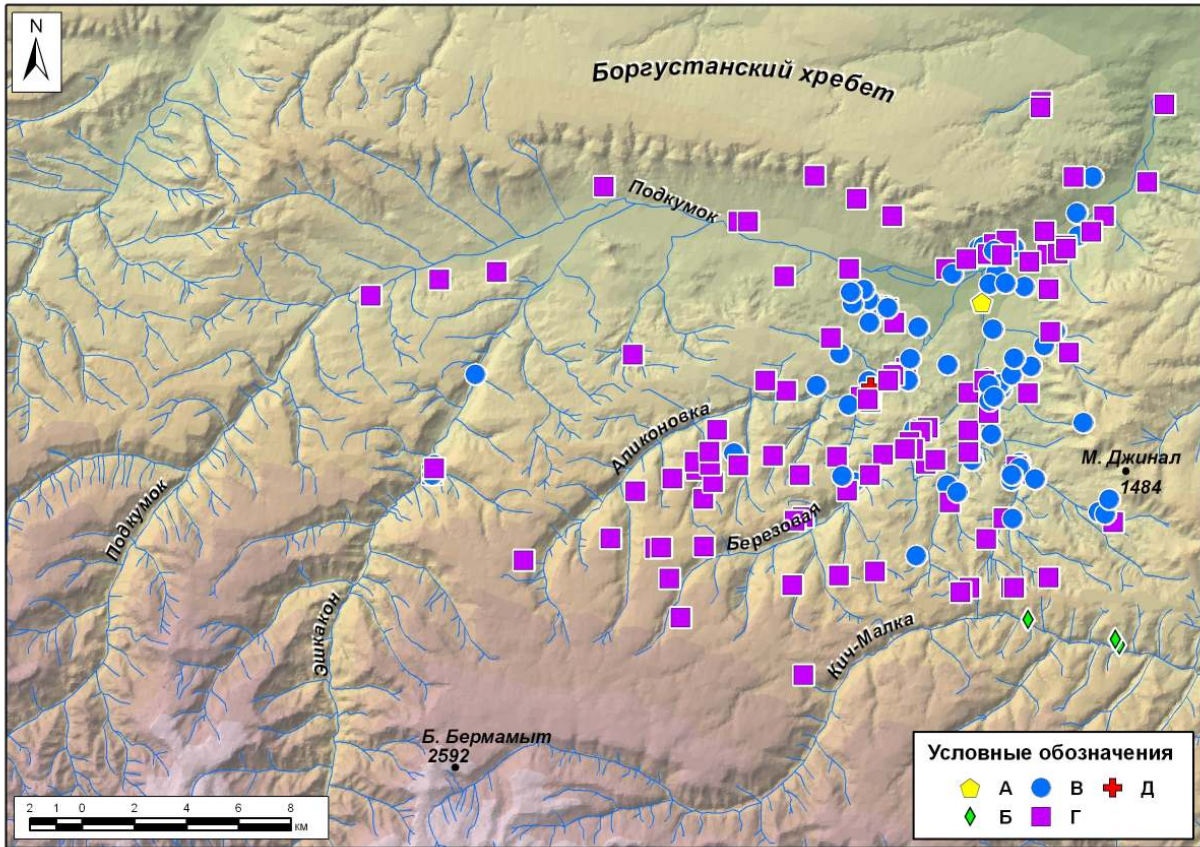 N
Боргустанский хребет
Подкумок
Аликоновка
М. Джинал
1484
Березовая
Подкумок
Эшкакон
Кич-Малка
Б. Бермамыт
2592
Условные обозначения
А В Д
Б Г
2 1 0 2 4 6 8
км